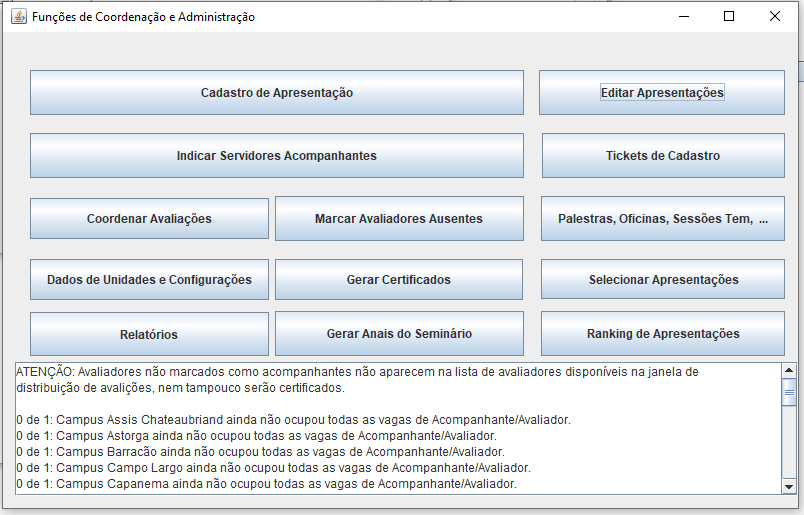 Funções de Coordenação e Administração
Cadastro de Apresentação
Editar Apresentações
Indicar Servidores Acompanhantes
Tickets de Cadastro
Coordenar Avaliações
Marcar Avaliadores Ausentes
Palestras, Oficinas, Sessões Tem, ...
Dados de Unidades e Configurações
Gerar Certificados
Selecionar Apresentações
Relatórios
Gerar Anais do Seminário
Ranking de Apresentações
ATENÇÃO: Avaliadores não marcados como acompanhantes não aparecem na lista de avaliadores disponíveis na janela de
distribuição de avalições, nem tampouco serão certificados.
0 de 1: Campus Assis Chateaubriand ainda não ocupou todas as vagas de Acompanhante/Avaliador.
0 de 1: Campus Astorga ainda não ocupou todas as vagas de Acompanhante/Avaliador.
0 de 1: Campus Barracão ainda não ocupou todas as vagas de Acompanhante/Avaliador.
0 de 1: Campus Campo Largo ainda não ocupou todas as vagas de Acompanhante/Avaliador.
0 de 1: Campus Capanema ainda não ocupou todas as vagas de Acompanhante/Avaliador.